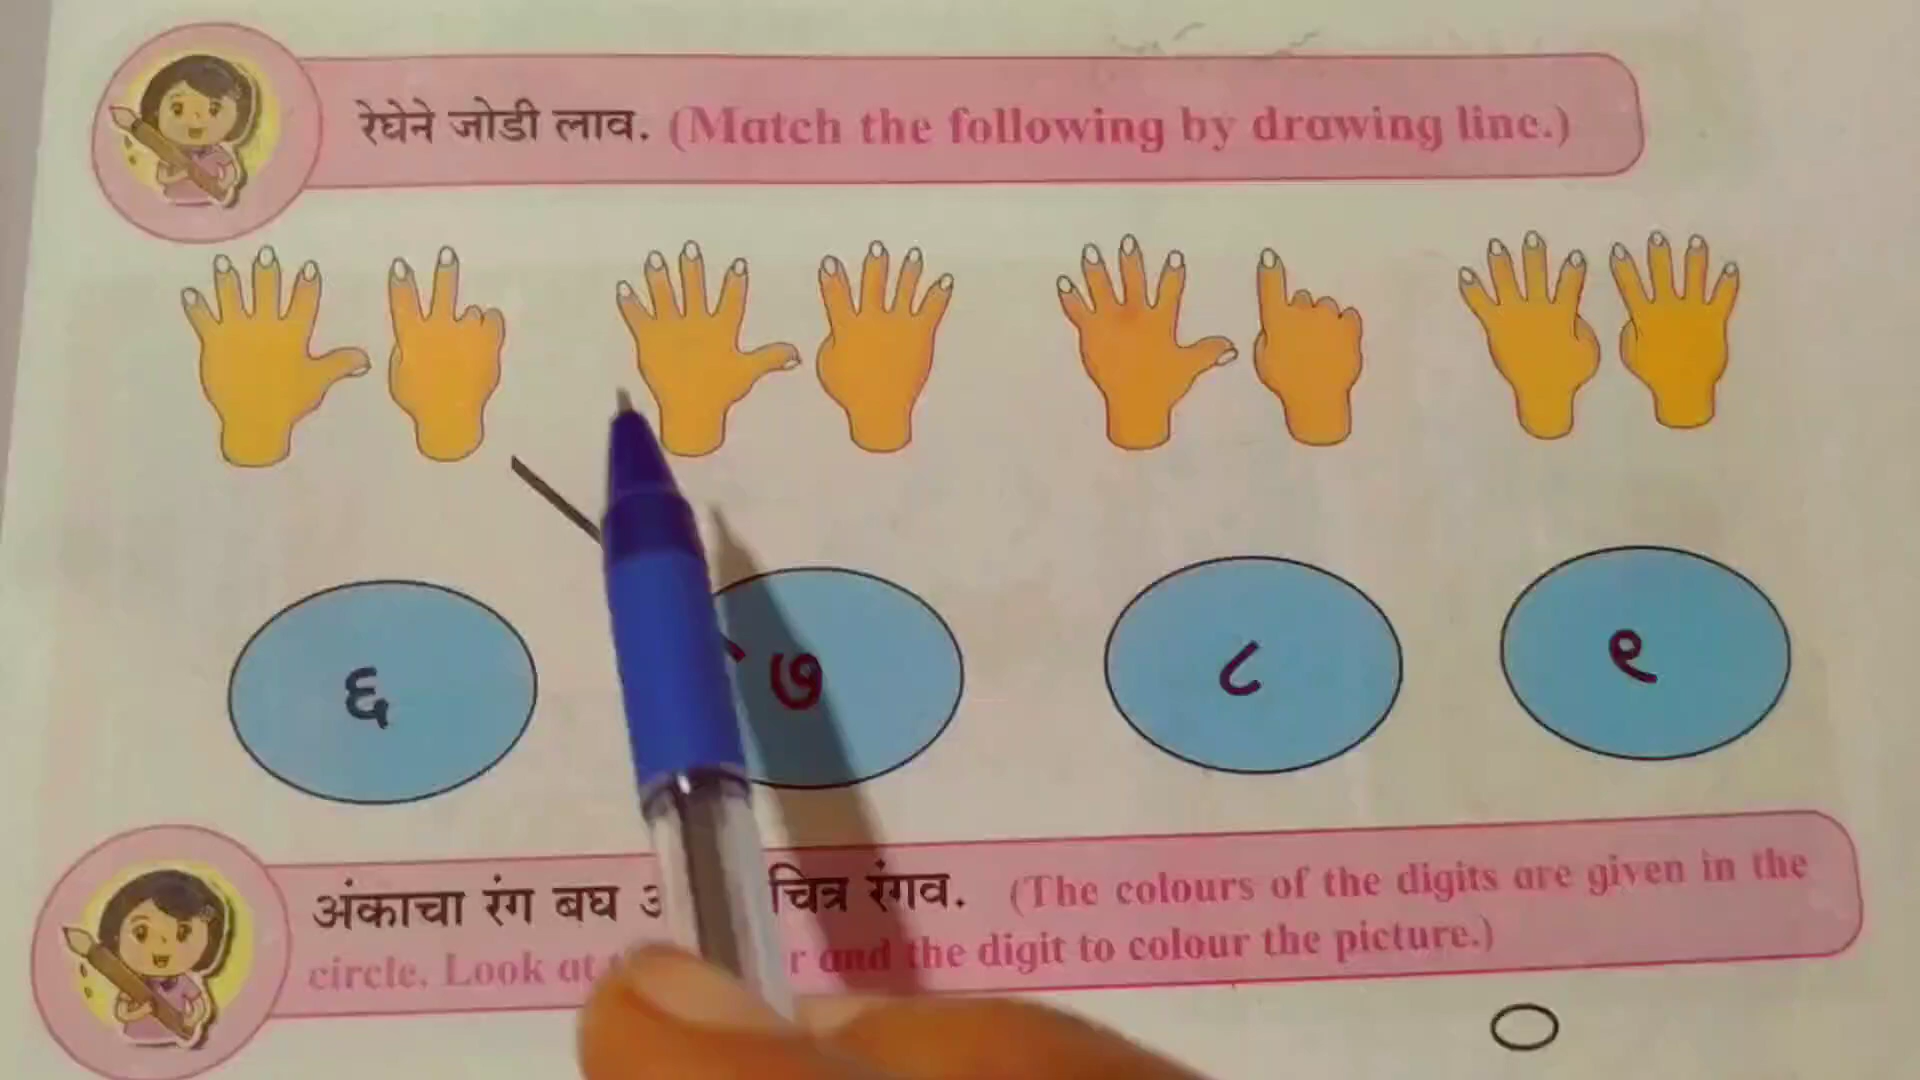 रेघेने जोडी लाव. (Match the following by drawing line.)
६ ७ ८ ९
अंकाचा रंग बघ चित्र रंगव. (The colours of the digits are given in the
circle. Look at and the digit to colour the picture.)